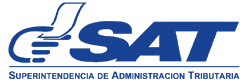 SAT
SUPERINTENDENCIA DE ADMINISTRACION TRIBUTARIA